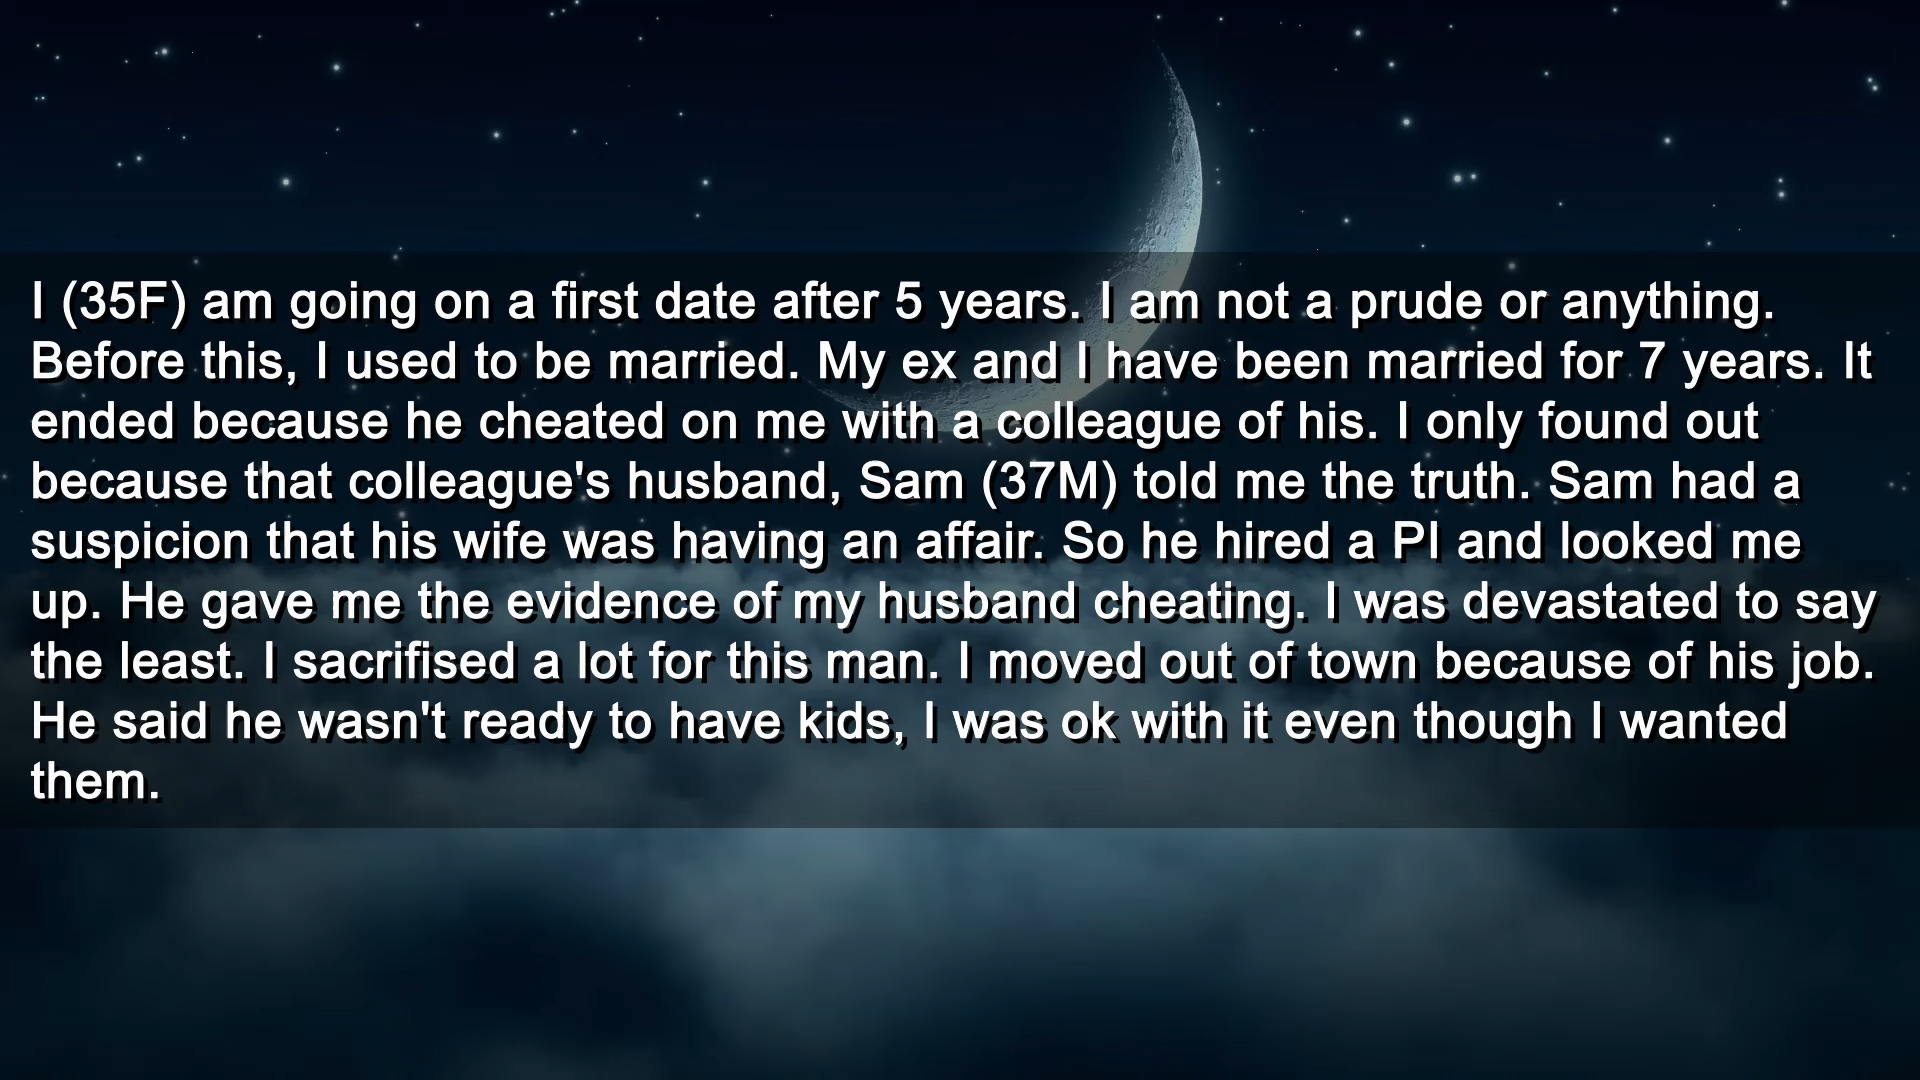 I (35F) am going on a first date after 5 years. I am not a prude or anything.
Before this, I used to be married. My ex and I have been married for 7 years. It
ended because he cheated on me with a colleague of his. I only found out
because that colleague's husband, Sam (37M) told me the truth. Sam had a
suspicion that his wife was having an affair. So he hired a PI and looked me
up. He gave me the evidence of my husband cheating. I was devastated to say
the least. I sacrifised a lot for this man. I moved out of town because of his job.
He said he wasn't ready to have kids, I was ok with it even though I wanted
them.